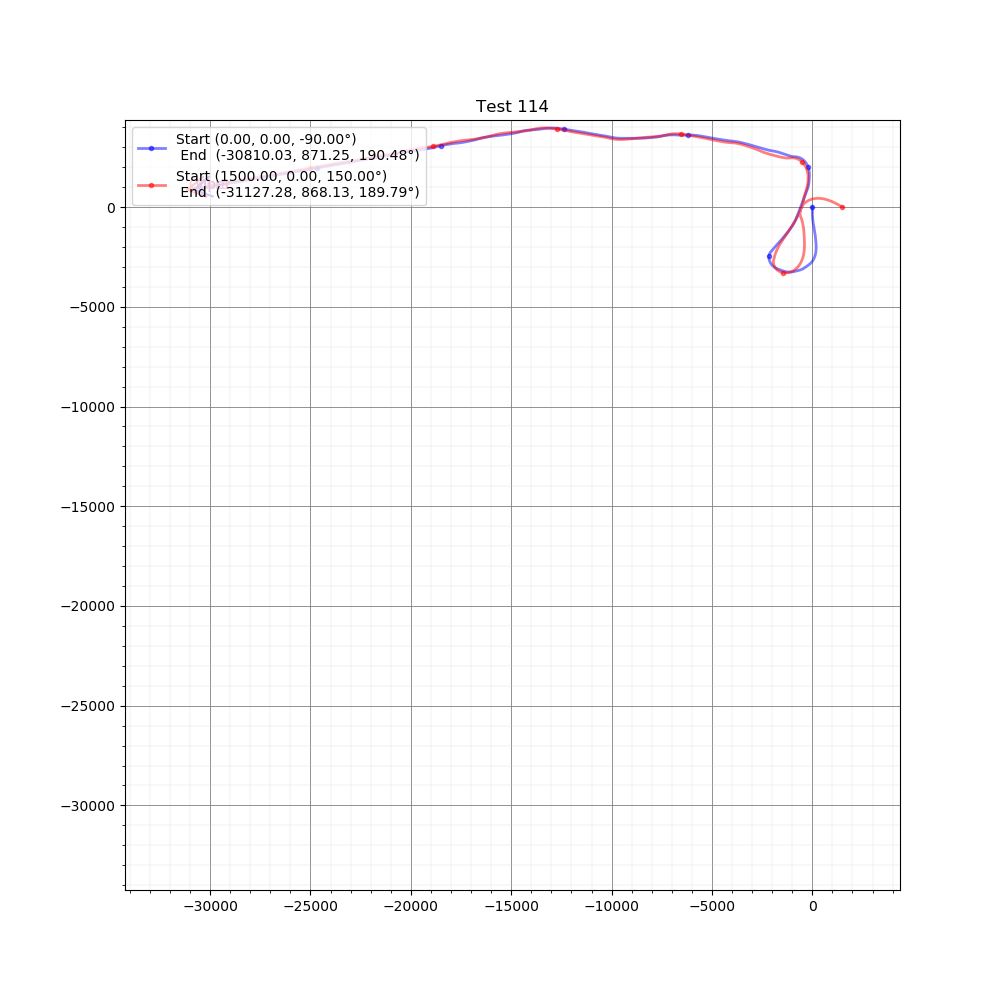 Test 114
Start (0.00, 0.00, -90.00°)
End (-30810.03, 871.25, 190.48°)
Start (1500.00, 0.00, 150.00°)
End (-31127.28, 868.13, 189.79°)
0
−5000
−10000
−15000
−20000
−25000
−30000
−30000 −25000 −20000 −15000 −10000 −5000 0